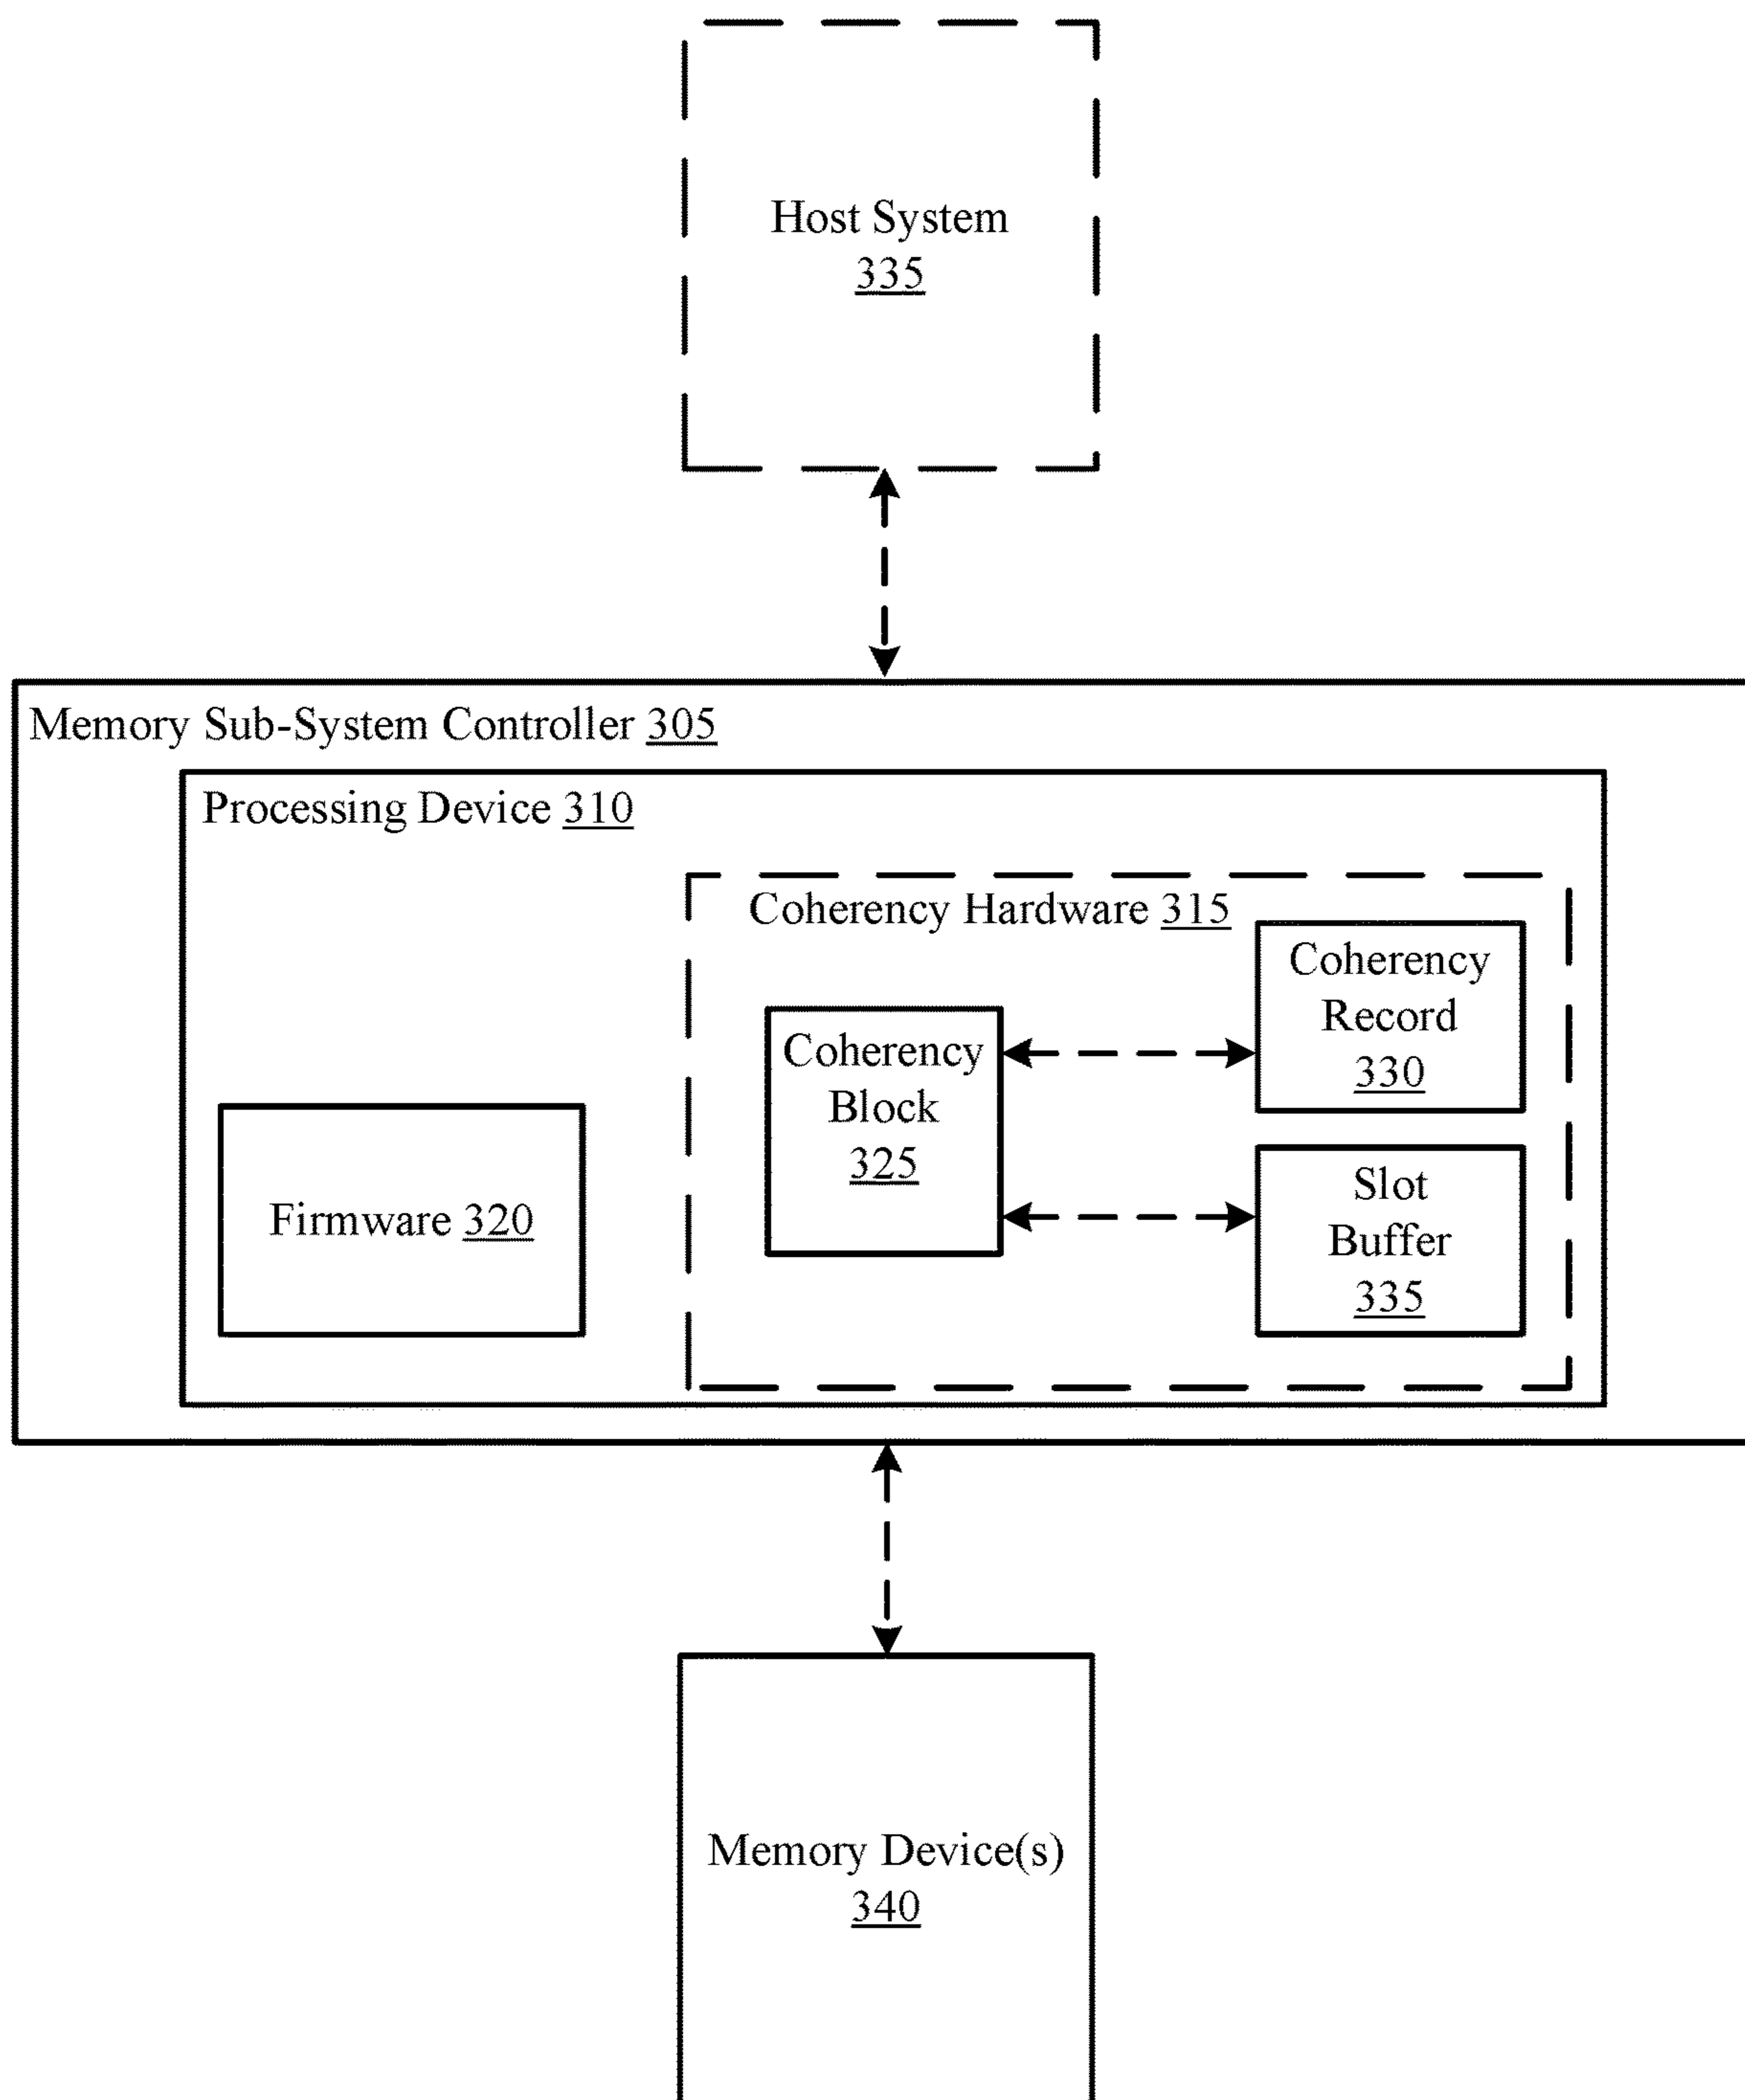 Host System
335
Memory Sub-System Controller 305
Processing Device 310
Coherency Hardware 315
Coherency
Record
330
Coherency
Block
325
Slot
Buffer
335
Firmware 320
Memory Device(s)
340